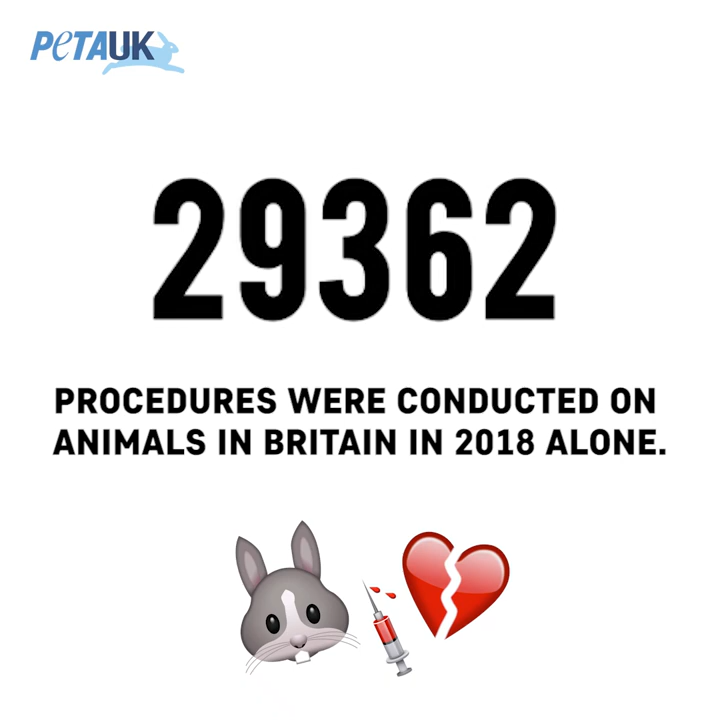 PETAUK
29362
PROCEDURES WERE CONDUCTED ON
ANIMALS IN BRITAIN IN 2018 ALONE.